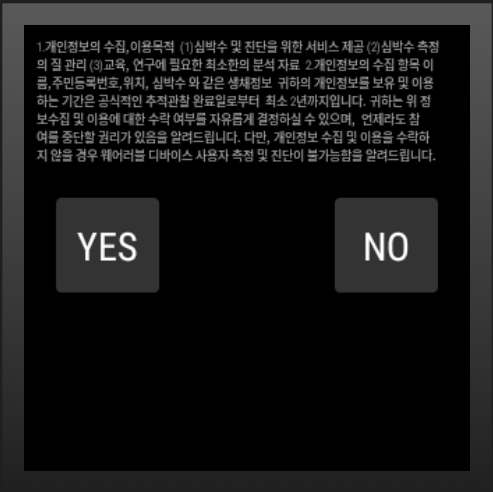 1.개인정보의 수집,이용목적 (1)심박수 및 진단을 위한 서비스 제공 (2)심박수 측정
의 질 관리 (3)교육, 연구에 필요한 최소한의 분석 자료 2.개인정보의 수집 항목 이
름,주민등록번호,위치, 심박수 와 같은 생채정보 귀하의 개인정보를 보유 및 이용
하는 기간은 공식적인 추적관찰 완료일로부터 최소 2년까지입니다. 귀하는 위 정
보수집 및 이용에 대한 수락 여부를 자유롭게 결정하실 수 있으며, 언제라도 참
여를 중단할 권리가 있음을 알려드립니다. 다만, 개인정보 수집 및 이용을 수락하
지 않을 경우 웨어러블 디바이스 사용자 측정 및 진단이 불가능함을 알려드립니다.
YES NO